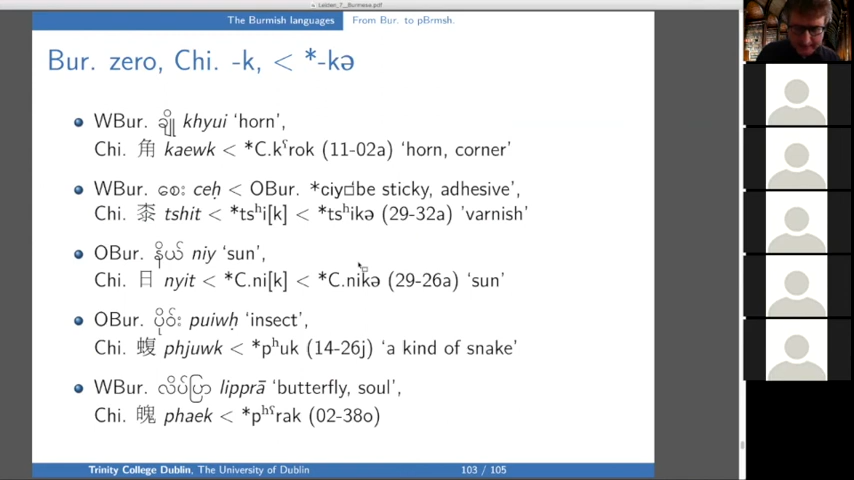 Laideir_7__Burmese.pdf
The Burmish languages From Bur. to pBrmsh.
Bur. zero, Chi. -k, < *-kə
WBur. ချို khyui ‘horn’,
Chi. 角 kaewk < *C.kˤrok (11-02a) ‘horn, corner’
WBur. စေး ceḥ < OBur. *ciy□be sticky, adhesive’,
Chi. 桼 tshit < *tsʰi[k] < *tsʰikə (29-32a) ’varnish’
OBur. နိယ် niy ‘sun’,
Chi. 日 nyit < *C.ni[k] < *C.nikə (29-26a) ‘sun’
OBur. ပိုဝ်း puiwḥ ‘insect’,
Chi. 蝮 phjuwk < *pʰuk (14-26j) ‘a kind of snake’
WBur. လိပ်ပြာ lipprā ‘butterfly, soul’,
Chi. 魄 phaek < *pʰˤrak (02-38o)
Trinity College Dublin, The University of Dublin 103 / 105